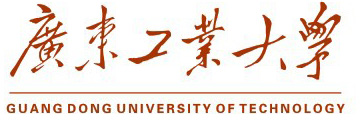 廣東工業大學
GUANG DONG UNIVERSITY OF TECHNOLOGY